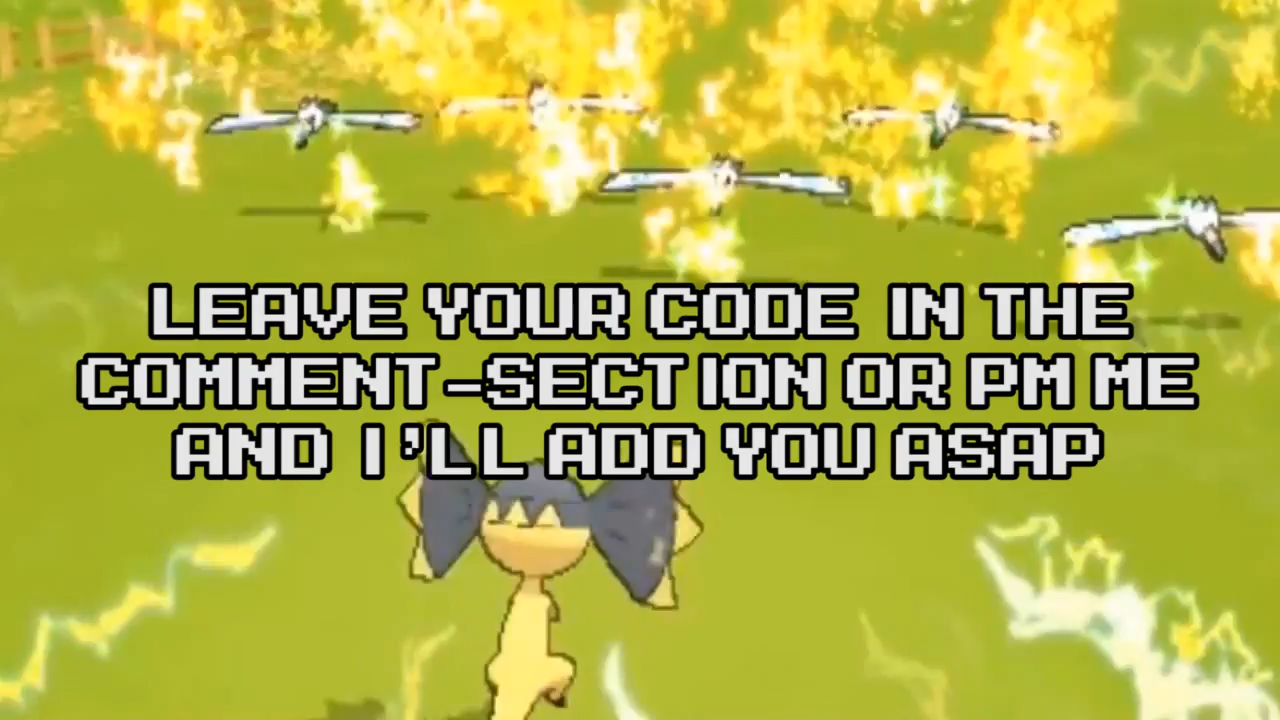 LEAVE YOUR CODE IN THE
COMMENT-SECTION OR PM ME
AND I'LL ADD YOU ASAP